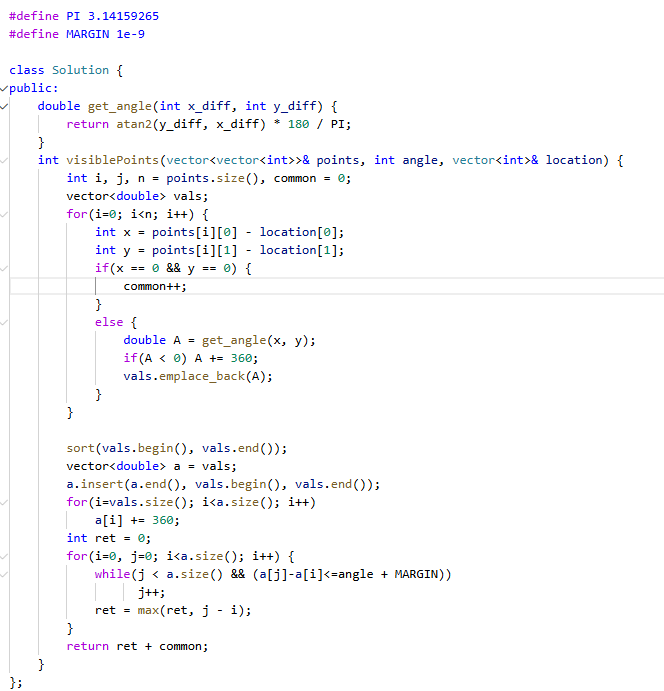 #define PI 3.14159265
#define MARGIN 1e-9

class Solution {
public:
    double get_angle(int x_diff, int y_diff) {
        return atan2(y_diff, x_diff) * 180 / PI;
    }
    int visiblePoints(vector<vector<int>>& points, int angle, vector<int>& location) {
        int i, j, n = points.size(), common = 0;
        vector<double> vals;
        for(i=0; i<n; i++) {
            int x = points[i][0] - location[0];
            int y = points[i][1] - location[1];
            if(x == 0 && y == 0) {
                common++;
            }
            else {
                double A = get_angle(x, y);
                if(A < 0) A += 360;
                vals.emplace_back(A);
            }
        }

        sort(vals.begin(), vals.end());
        vector<double> a = vals;
        a.insert(a.end(), vals.begin(), vals.end());
        for(i=vals.size(); i<a.size(); i++)
            a[i] += 360;
        int ret = 0;
        for(i=0, j=0; i<a.size(); i++) {
            while(j < a.size() && (a[j]-a[i]<=angle + MARGIN))
                  j++;
            ret = max(ret, j - i);
        }
        return ret + common;
    }
};